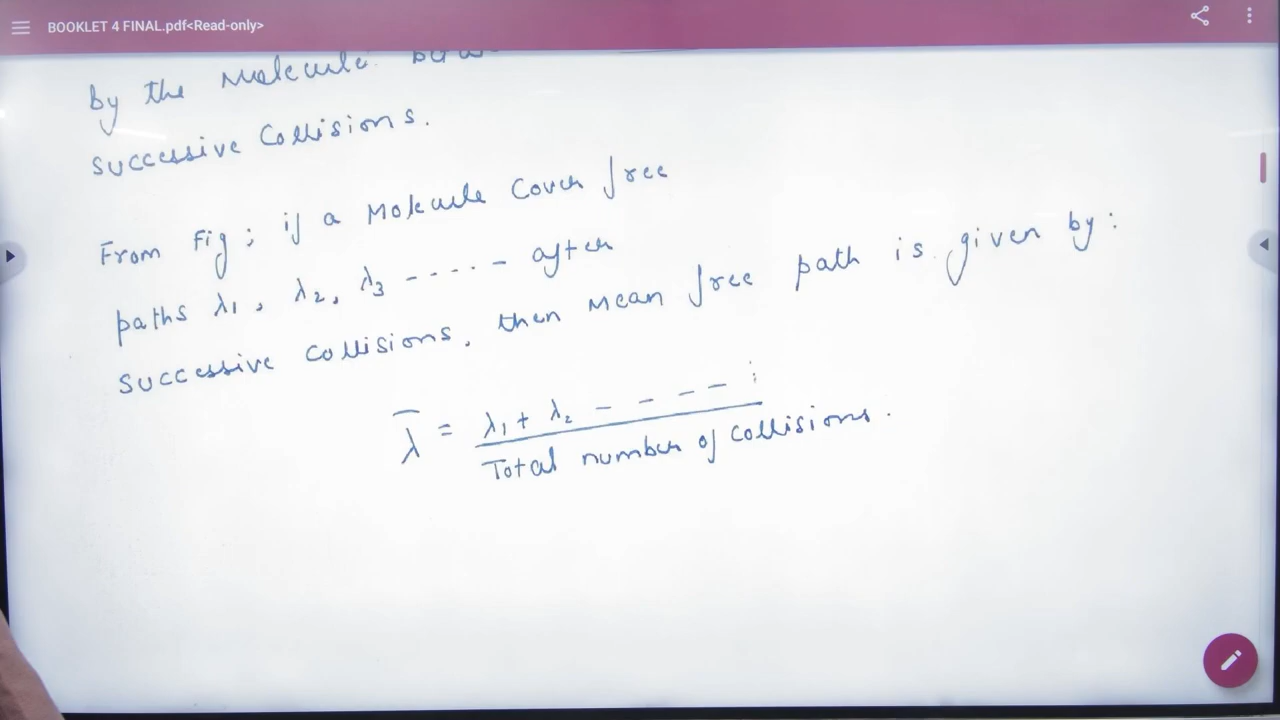 BOOKLET 4 FINAL.pdf<Read-only>
by the Molecule
Successive Collisions.
From Fig ; if a Molecule Cover free
paths λ1, λ2, λ3 ----- after
Successive Collisions, then Mean free path is given by :
λ̅ = λ1 + λ2 - - - -
Total number of collisions.